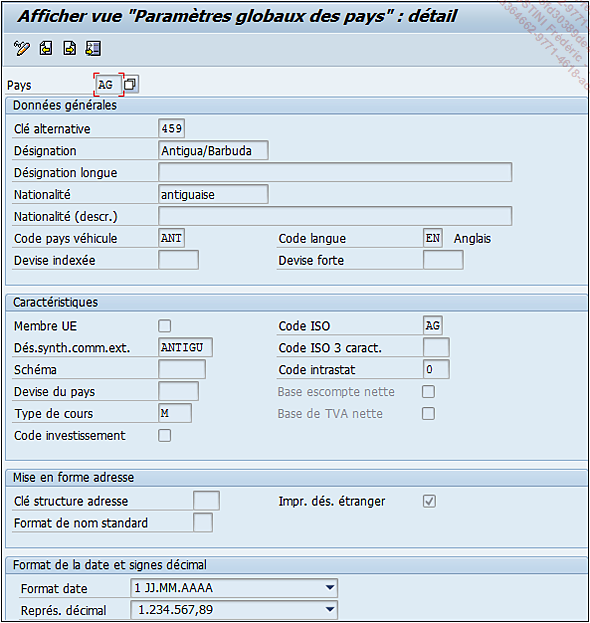 Afficher vue "Paramètres globaux des pays" : détail
Pays AG
Données générales
Clé alternative 459
Désignation Antigua/Barbuda
Désignation longue
Nationalité antiguaise
Nationalité (descr.)
Code pays véhicule ANT Code langue EN Anglais
Devise indexée Devise forte
Caractéristiques
Membre UE Code ISO AG
Dés.synth.comm.ext. ANTIGU Code ISO 3 caract.
Schéma Code intrastat 0
Devise du pays Base escompte nette
Type de cours M Base de TVA nette
Code investissement
Mise en forme adresse
Clé structure adresse Impr. dés. étranger
Format de nom standard
Format de la date et signes décimal
Format date 1 JJ.MM.AAAA
Représ. décimal 1.234.567,89